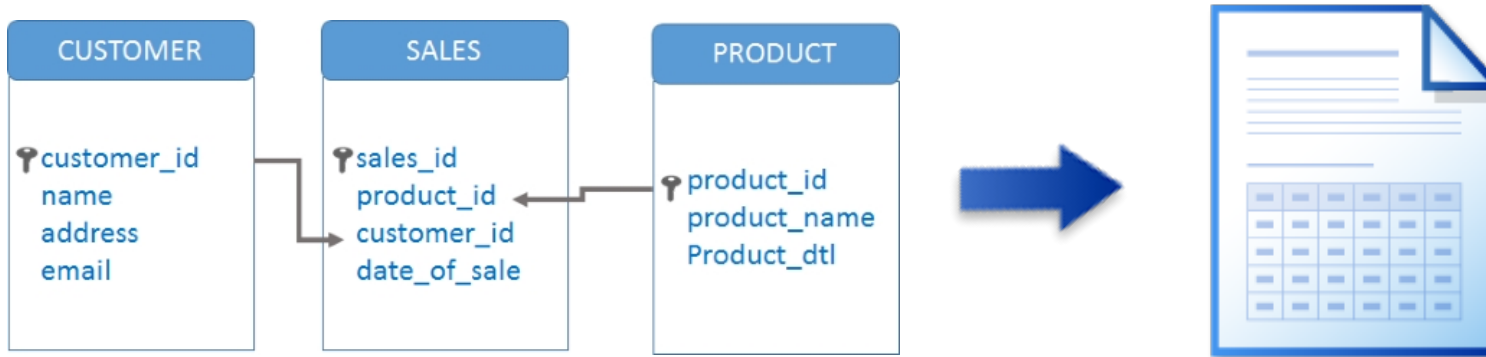 CUSTOMER
customer_id
name
address
email
SALES
sales_id
product_id
customer_id
date_of_sale
PRODUCT
product_id
product_name
Product_dtl